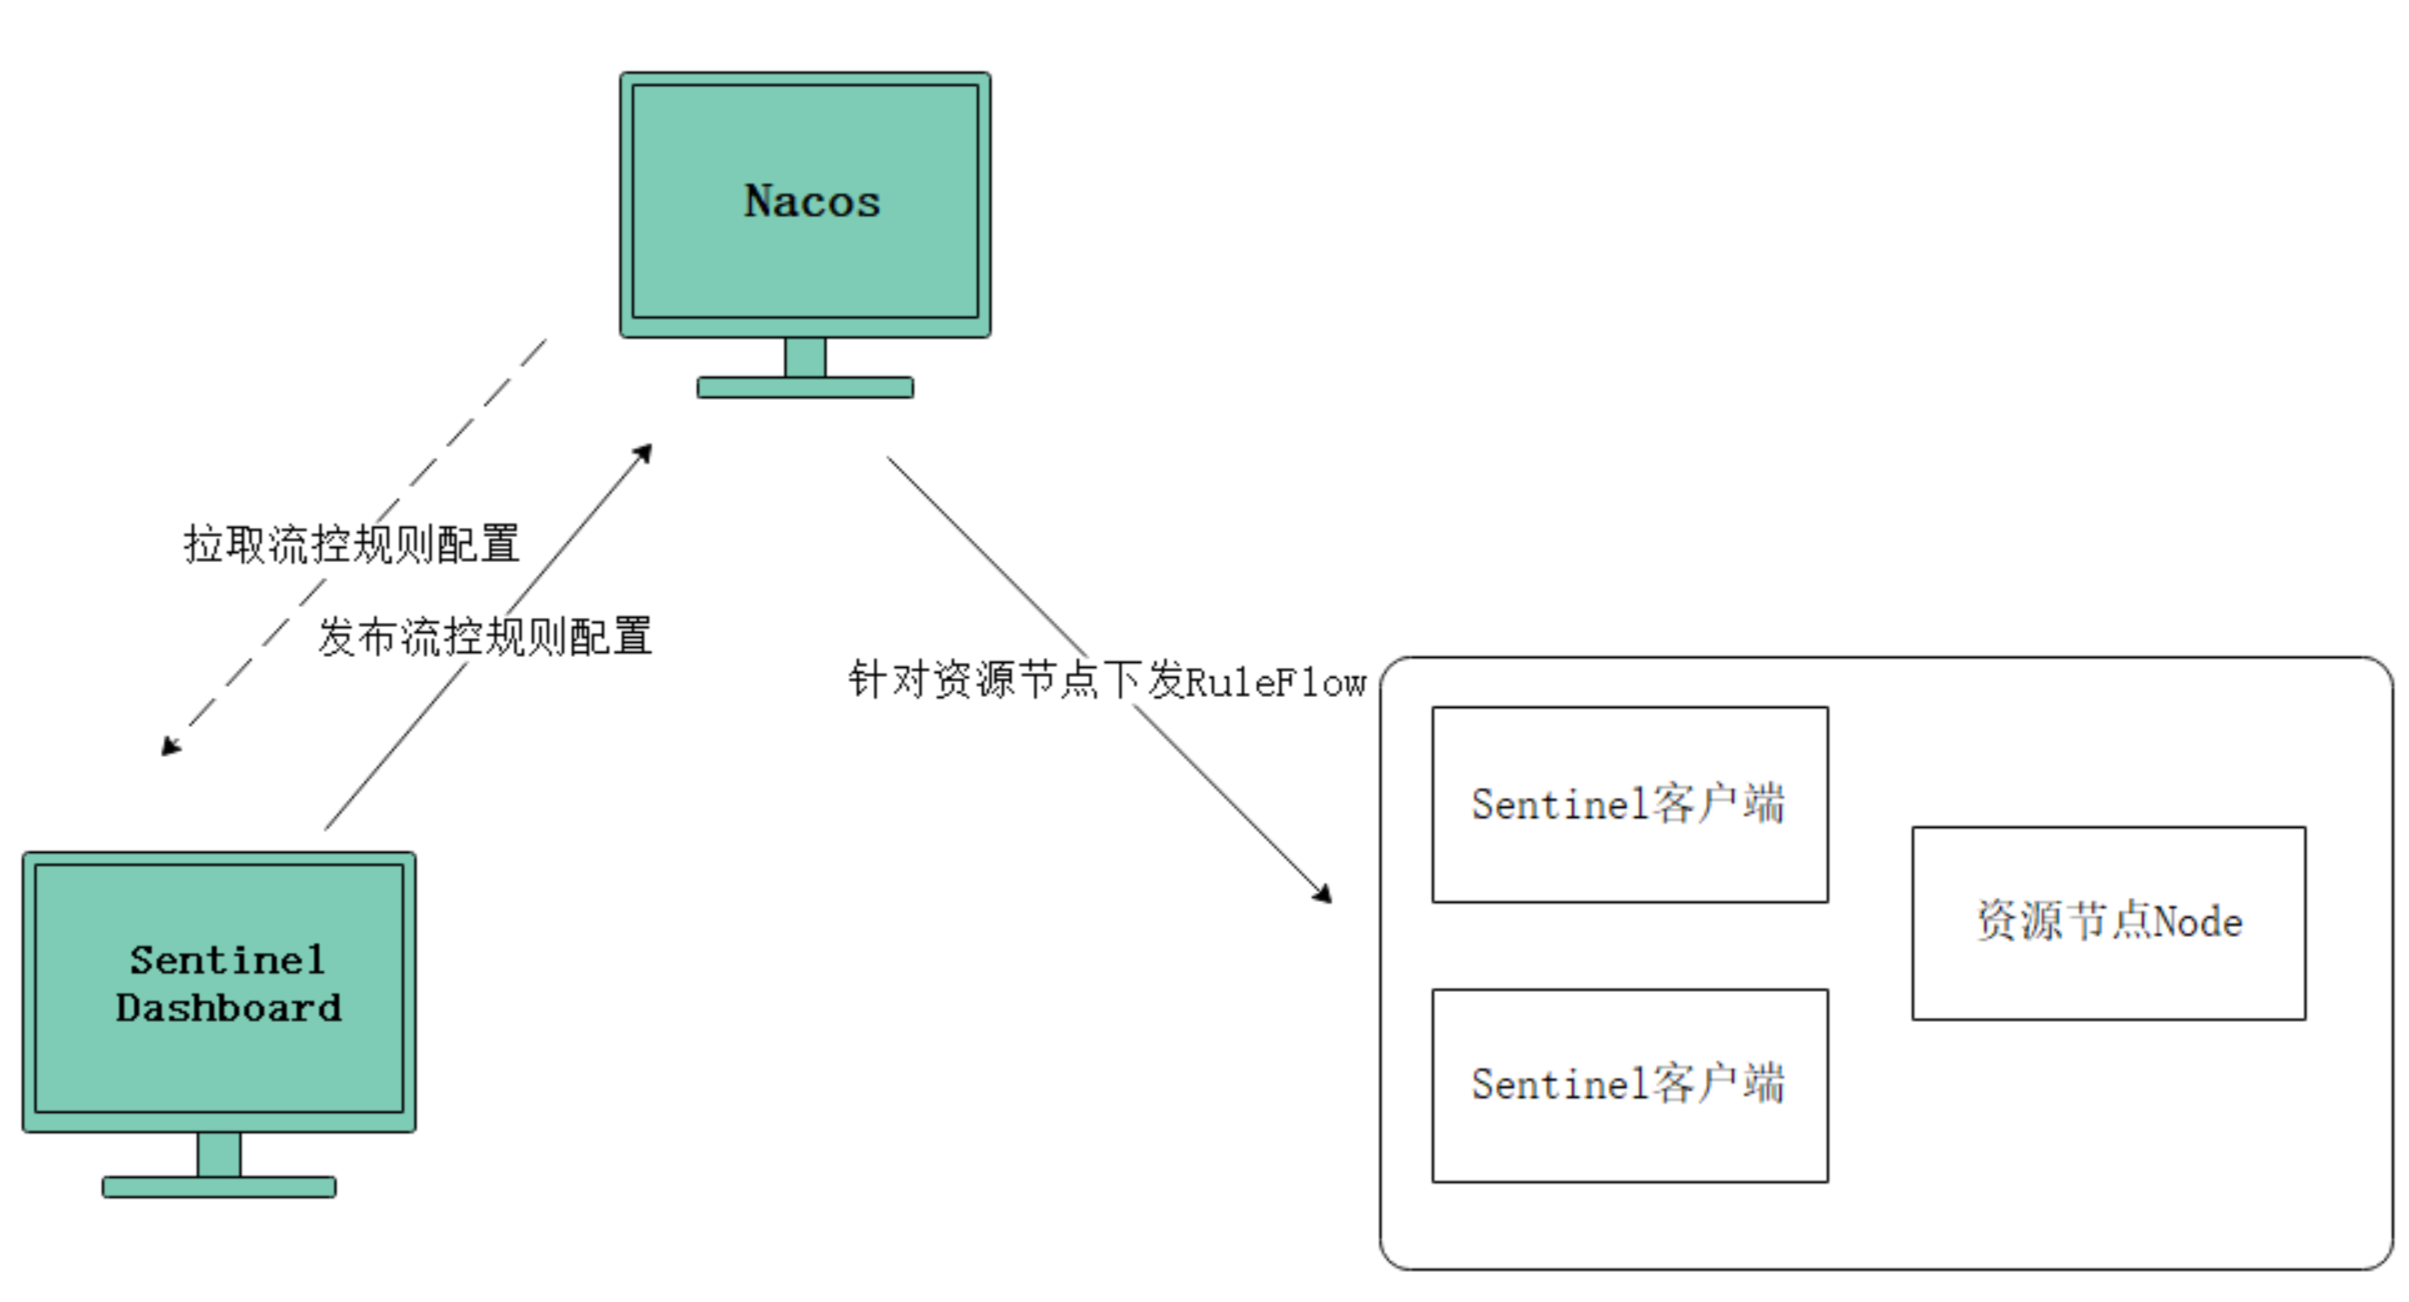 Nacos
拉取流控规则配置
发布流控规则配置
针对资源节点下发RuleFlow
Sentinel客户端
资源节点Node
Sentinel
Dashboard
Sentinel客户端